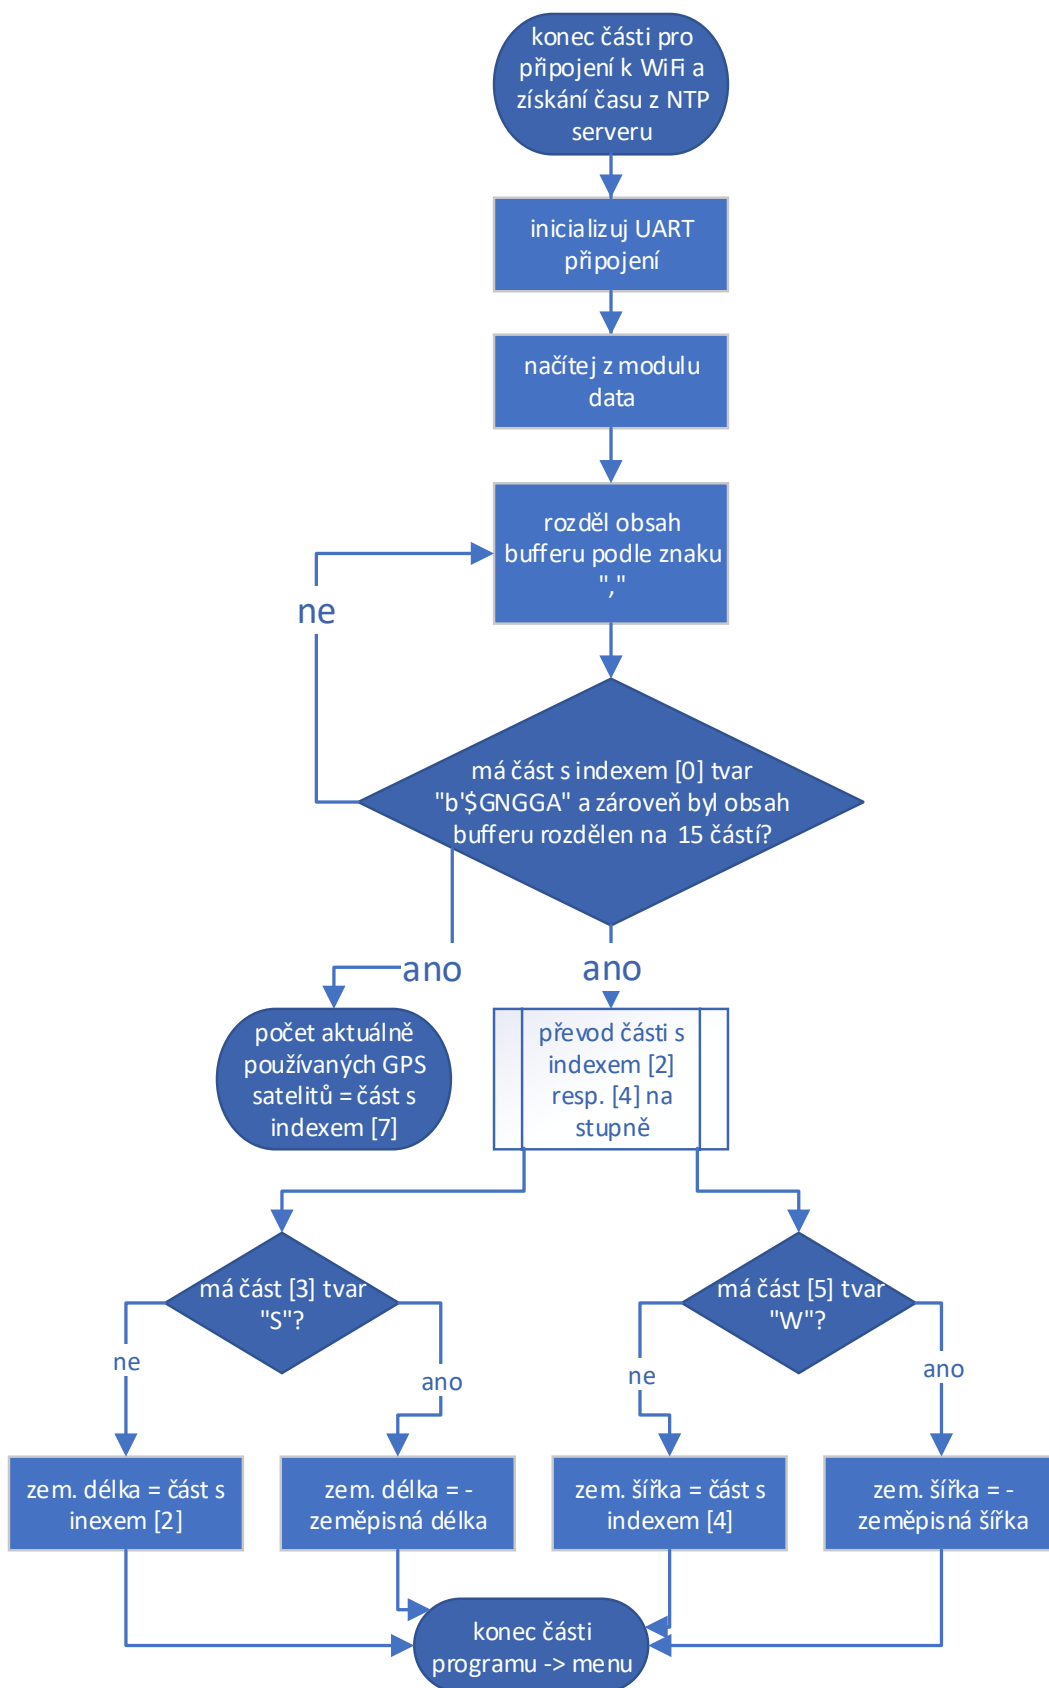 konec části pro
připojení k WiFi a
získání času z NTP
serveru
inicializuj UART
připojení
načítej z modulu
data
rozděl obsah
bufferu podle znaku
","
ne
má část s indexem [0] tvar
"b'$GNGGA" a zároveň byl obsah
bufferu rozdělen na 15 částí?
ano
ano
počet aktuálně
používaných GPS
satelitů = část s
indexem [7]
převod části s
indexem [2]
resp. [4] na
stupně
má část [3] tvar
"S"?
má část [5] tvar
"W"?
ne
ano
ne
ano
zem. délka = část s
inexem [2]
zem. délka = -
zeměpisná délka
zem. šířka = část s
indexem [4]
zem. šířka = -
zeměpisná šířka
konec části
programu -> menu